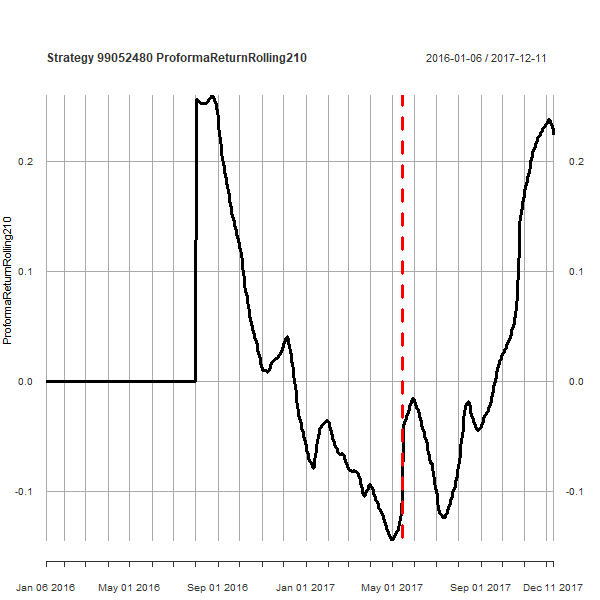 Strategy 99052480 ProformaReturnRolling210
2016-01-06 / 2017-12-11
ProformaReturnRolling210
0.2
0.1
0.0
-0.1
0.2
0.1
0.0
-0.1
Jan 06 2016
May 01 2016
Sep 01 2016
Jan 01 2017
May 01 2017
Sep 01 2017
Dec 11 2017